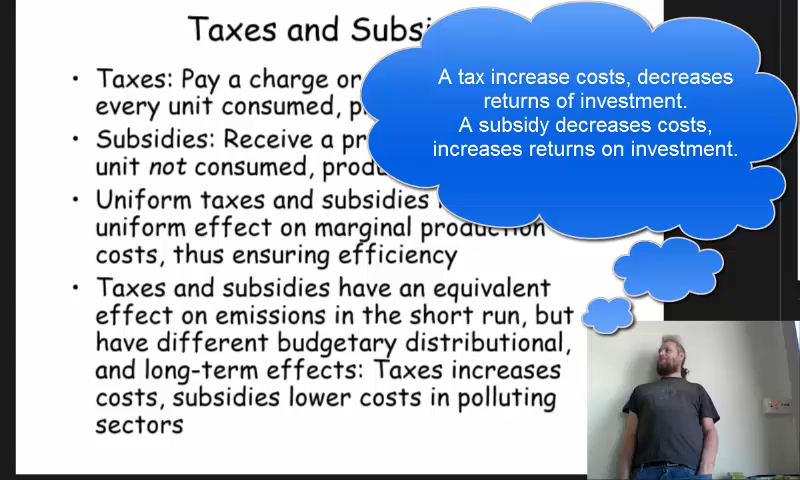 Taxes and Subsi
• Taxes: Pay a charge or
every unit consumed, p
• Subsidies: Receive a pr
unit not consumed, produ
• Uniform taxes and subsidies
uniform effect on marginal production
costs, thus ensuring efficiency
• Taxes and subsidies have an equivalent
effect on emissions in the short run, but
have different budgetary distributional,
and long-term effects: Taxes increases
costs, subsidies lower costs in polluting
sectors
A tax increase costs, decreases
returns of investment.
A subsidy decreases costs,
increases returns on investment.